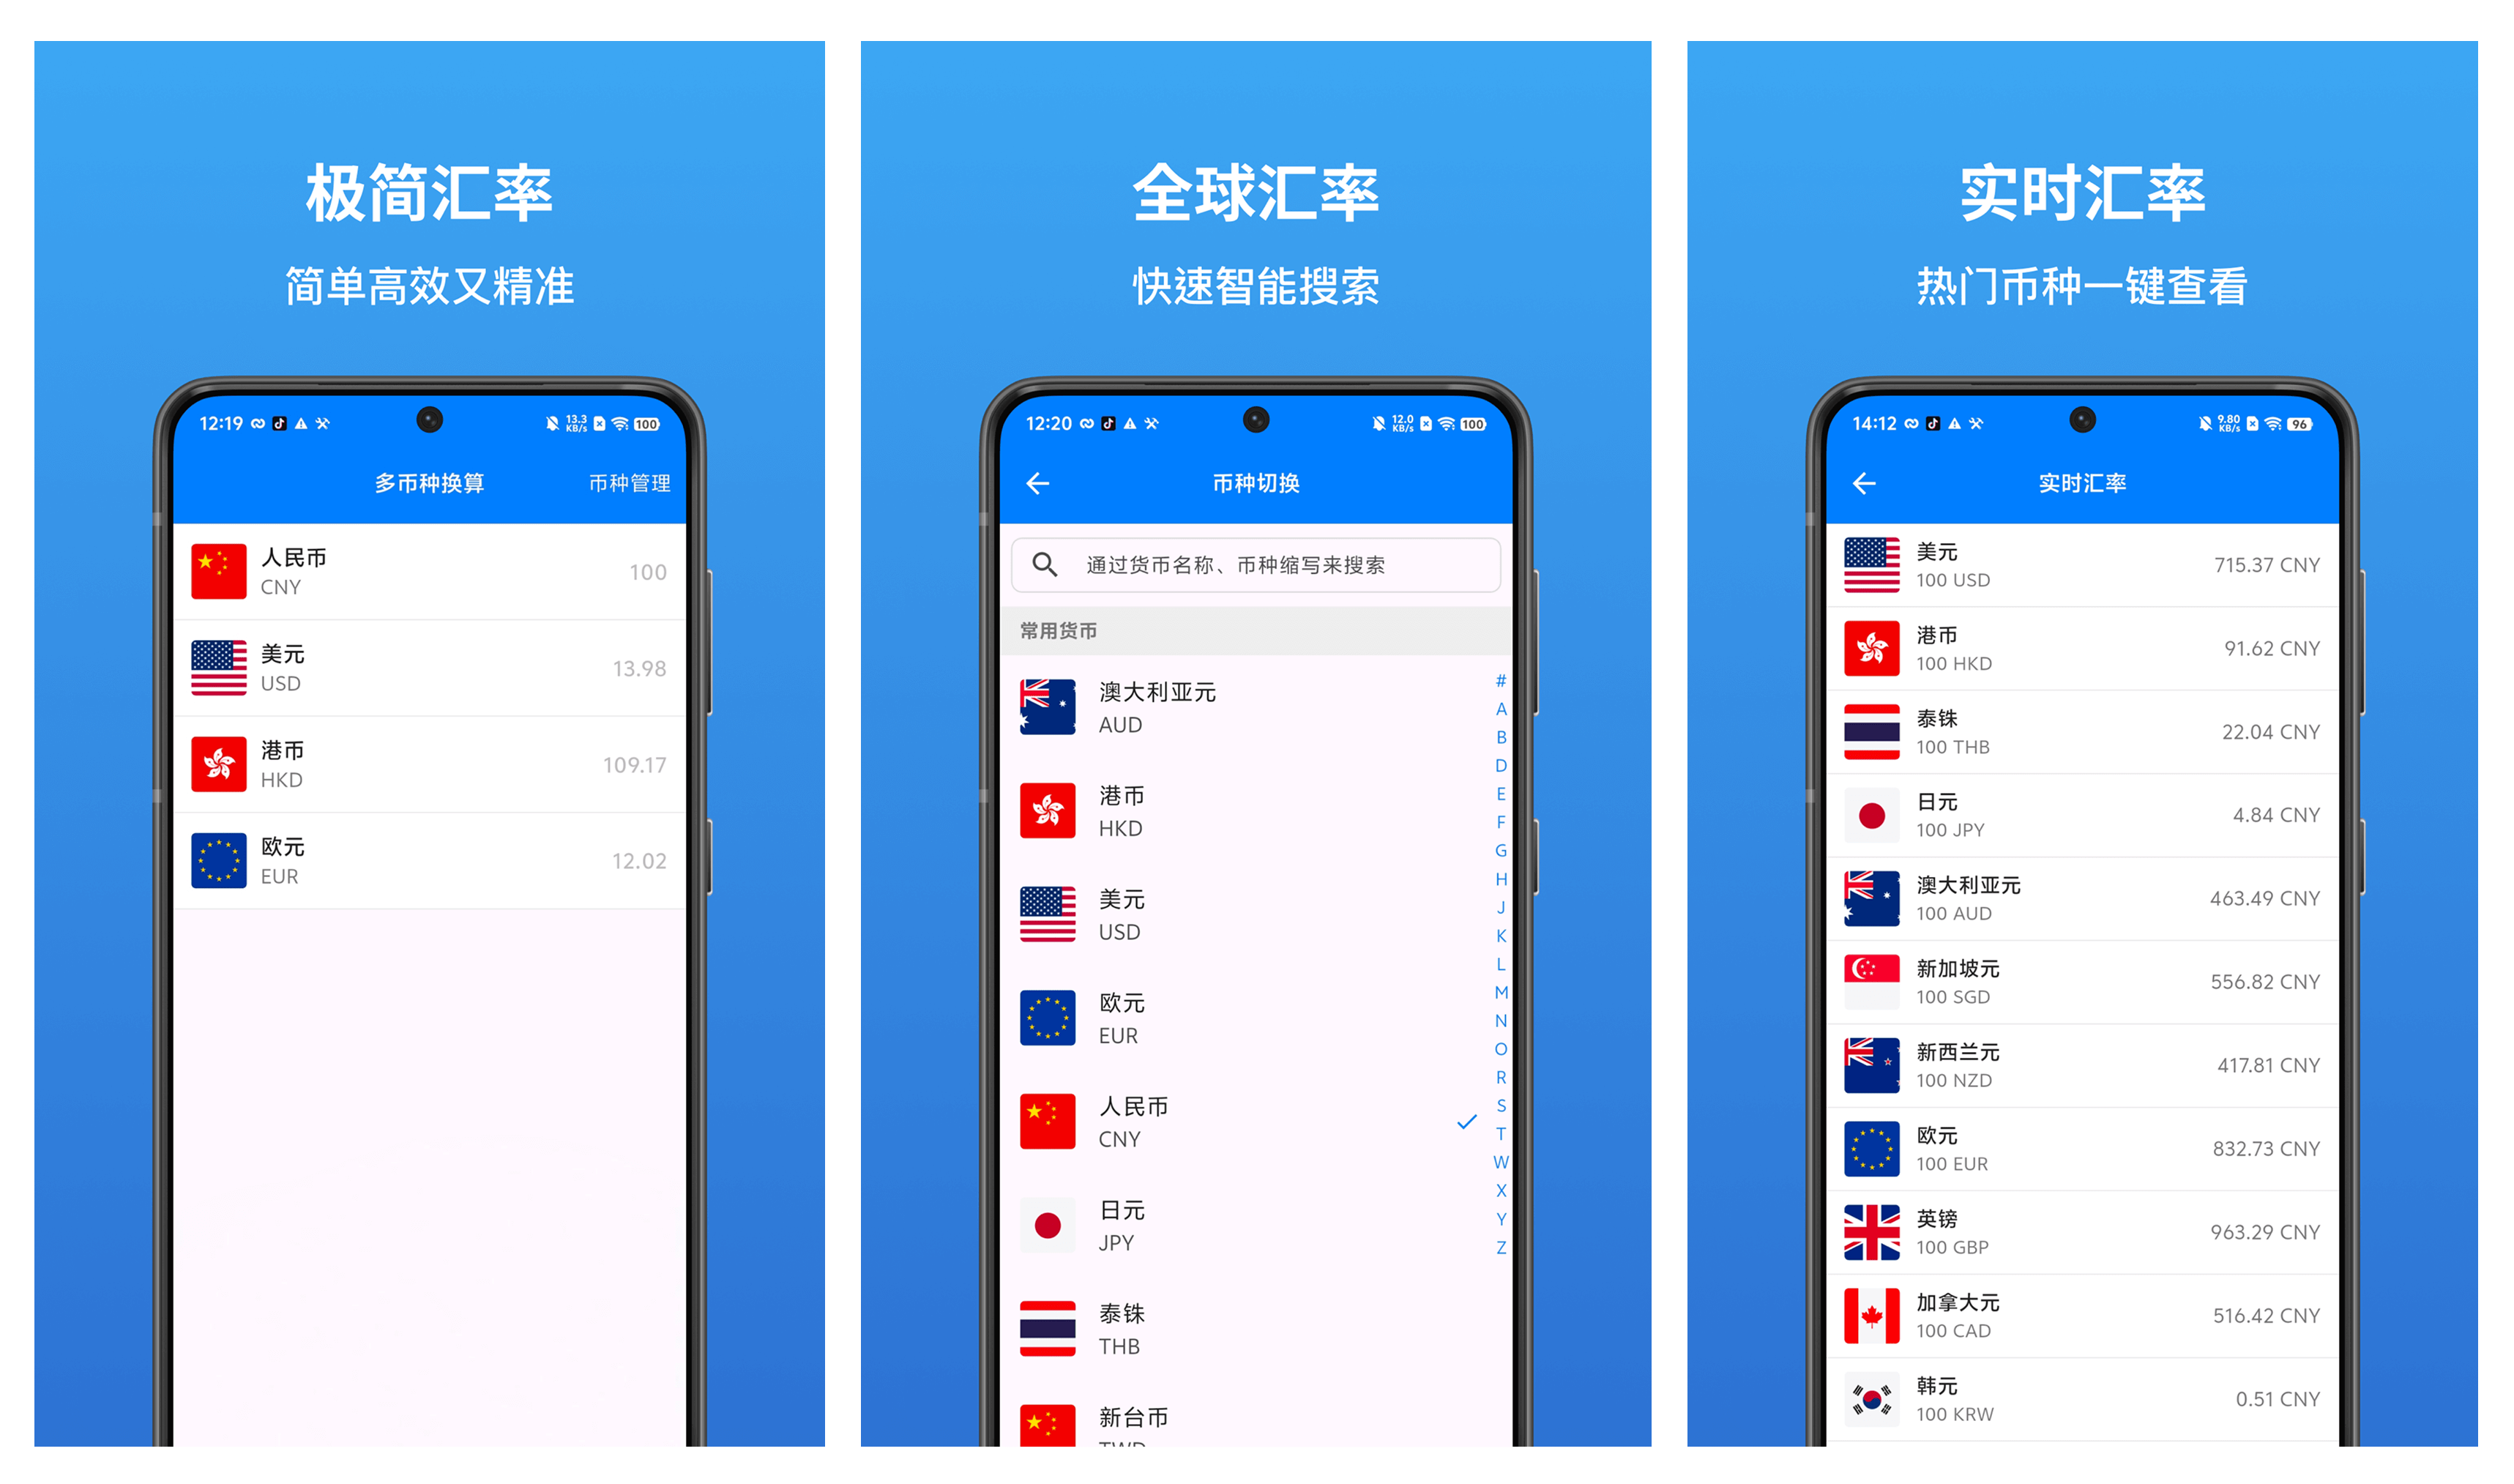 极简汇率
简单高效又精准
12:19
13.3 KB/s
100
多币种换算
币种管理
人民币
CNY
100
美元
USD
13.98
港币
HKD
109.17
欧元
EUR
12.02
全球汇率
快速智能搜索
12:20
12.0 KB/s
100
币种切换
通过货币名称、币种缩写来搜索
常用货币
澳大利亚元
AUD
港币
HKD
美元
USD
欧元
EUR
人民币
CNY
日元
JPY
泰铢
THB
新台币
TWD
#
A
B
D
E
F
G
H
J
K
L
M
N
O
R
S
T
W
X
Y
Z
实时汇率
热门币种一键查看
14:12
9.80 KB/s
96
实时汇率
美元
100 USD
715.37 CNY
港币
100 HKD
91.62 CNY
泰铢
100 THB
22.04 CNY
日元
100 JPY
4.84 CNY
澳大利亚元
100 AUD
463.49 CNY
新加坡元
100 SGD
556.82 CNY
新西兰元
100 NZD
417.81 CNY
欧元
100 EUR
832.73 CNY
英镑
100 GBP
963.29 CNY
加拿大元
100 CAD
516.42 CNY
韩元
100 KRW
0.51 CNY